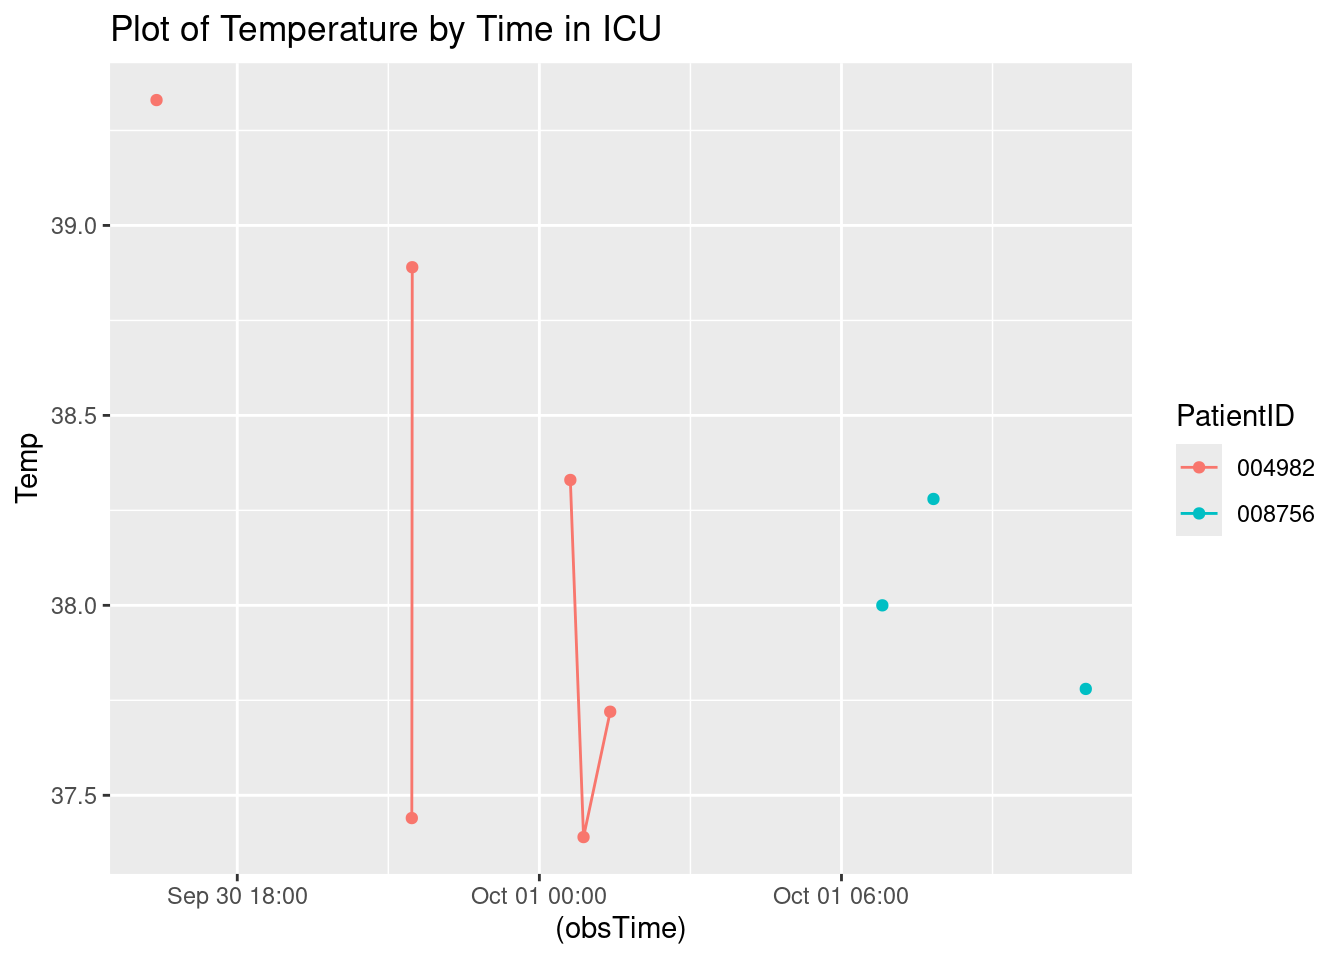 Plot of Temperature by Time in ICU
39.0
38.5
38.0
37.5
Temp
Sep 30 18:00
Oct 01 00:00
Oct 01 06:00
(obsTime)
PatientID
004982
008756